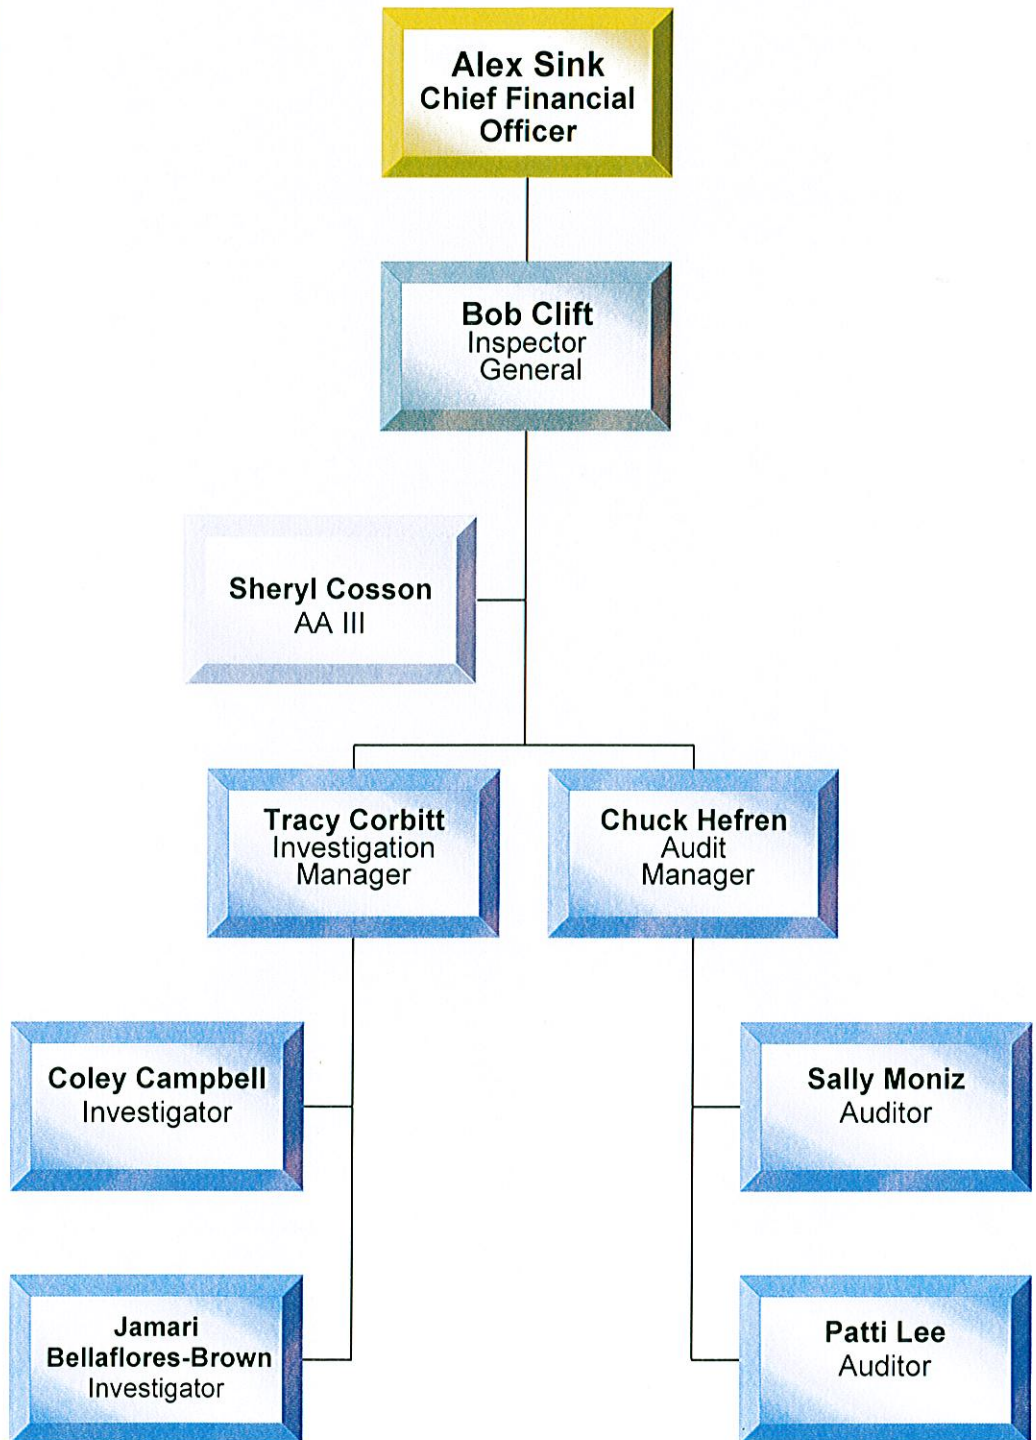 Alex Sink
Chief Financial
Officer
Bob Clift
Inspector
General
Sheryl Cosson
AA III
Tracy Corbitt
Investigation
Manager
Chuck Hefren
Audit
Manager
Coley Campbell
Investigator
Sally Moniz
Auditor
Jamari
Bellaflores-Brown
Investigator
Patti Lee
Auditor